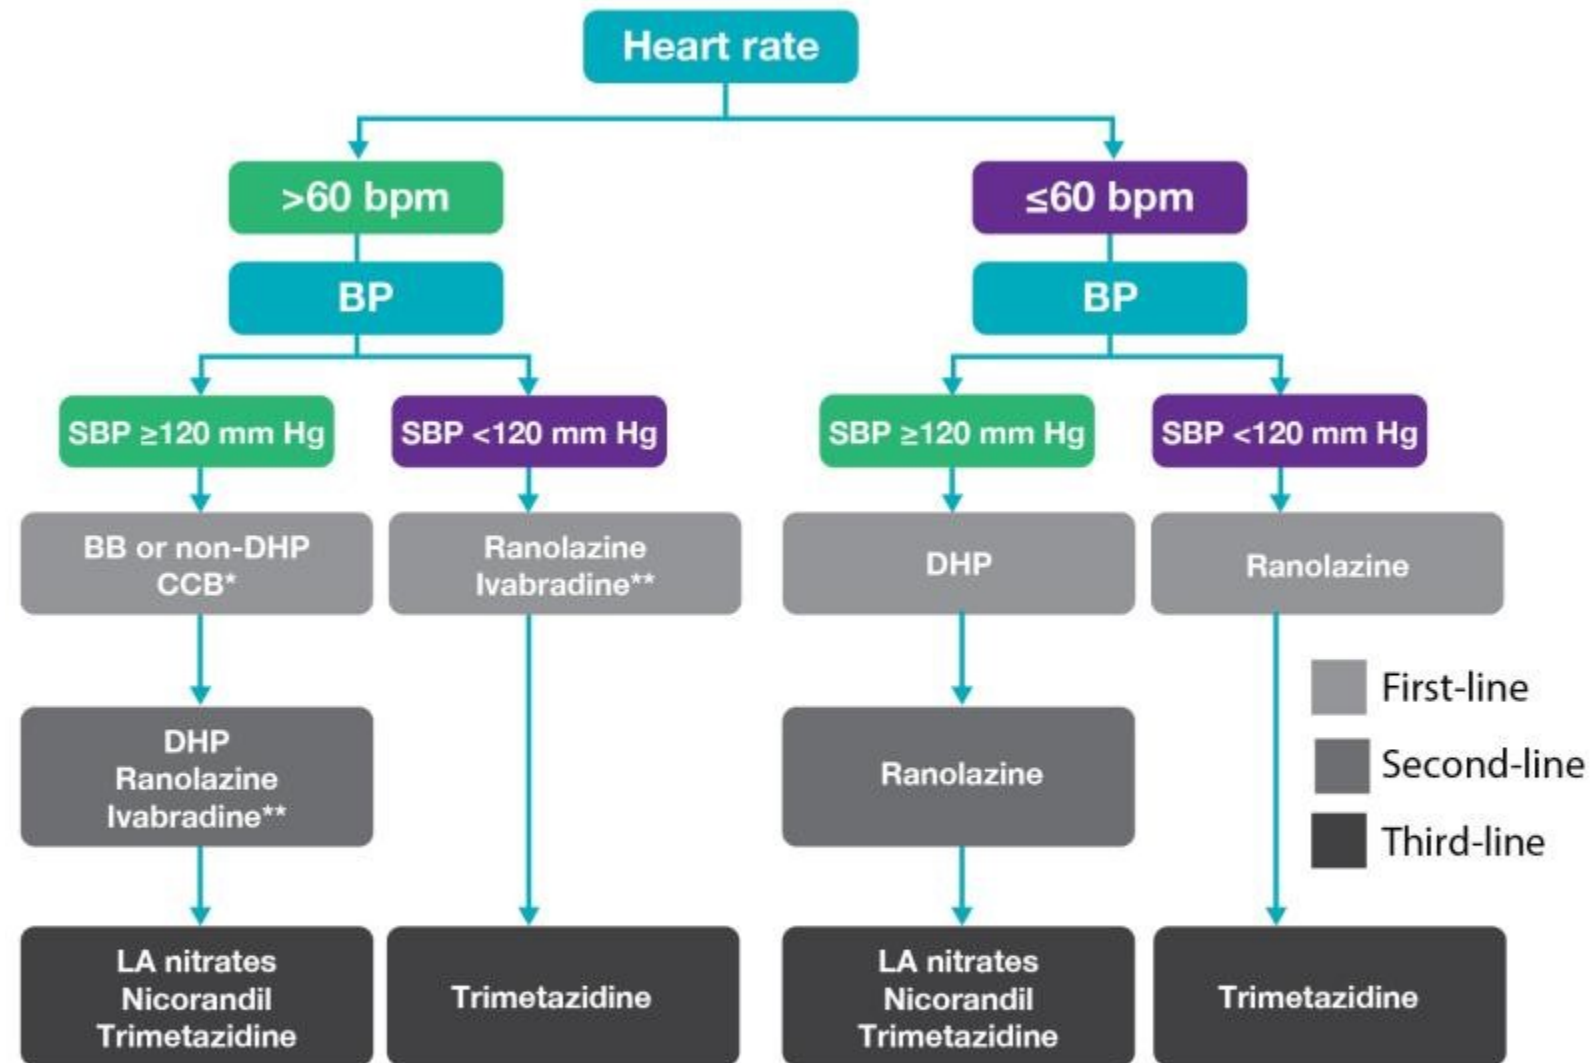 Heart rate
>60 bpm
≤60 bpm
BP
BP
SBP ≥120 mm Hg
SBP <120 mm Hg
SBP ≥120 mm Hg
SBP <120 mm Hg
BB or non-DHP
CCB*
Ranolazine
Ivabradine**
DHP
Ranolazine
DHP
Ranolazine
Ivabradine**
Ranolazine
First-line
Second-line
Third-line
LA nitrates
Nicorandil
Trimetazidine
Trimetazidine
LA nitrates
Nicorandil
Trimetazidine
Trimetazidine